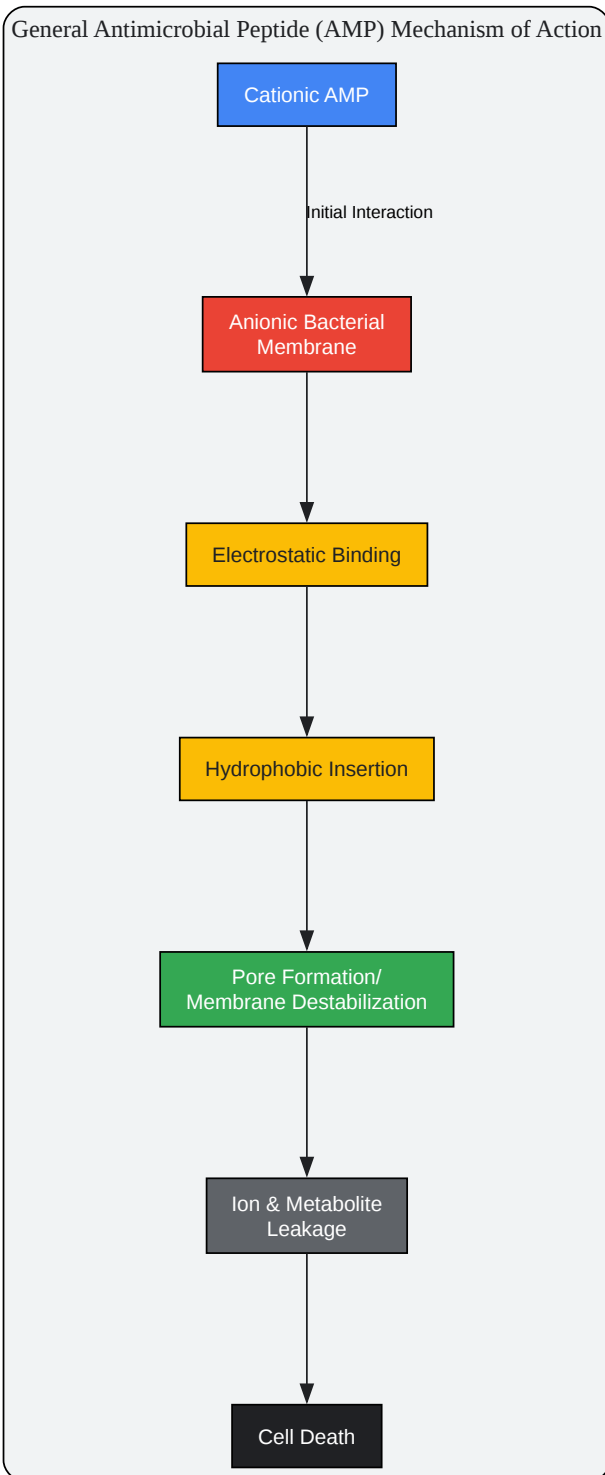 General Antimicrobial Peptide (AMP) Mechanism of Action
Cationic AMP
Initial Interaction
Anionic Bacterial
Membrane
Electrostatic Binding
Hydrophobic Insertion
Pore Formation/
Membrane Destabilization
Ion & Metabolite
Leakage
Cell Death